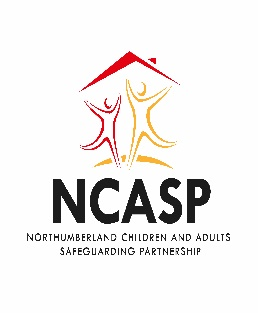 NCASP
NORTHUMBERLAND CHILDREN AND ADULTS
SAFEGUARDING PARTNERSHIP